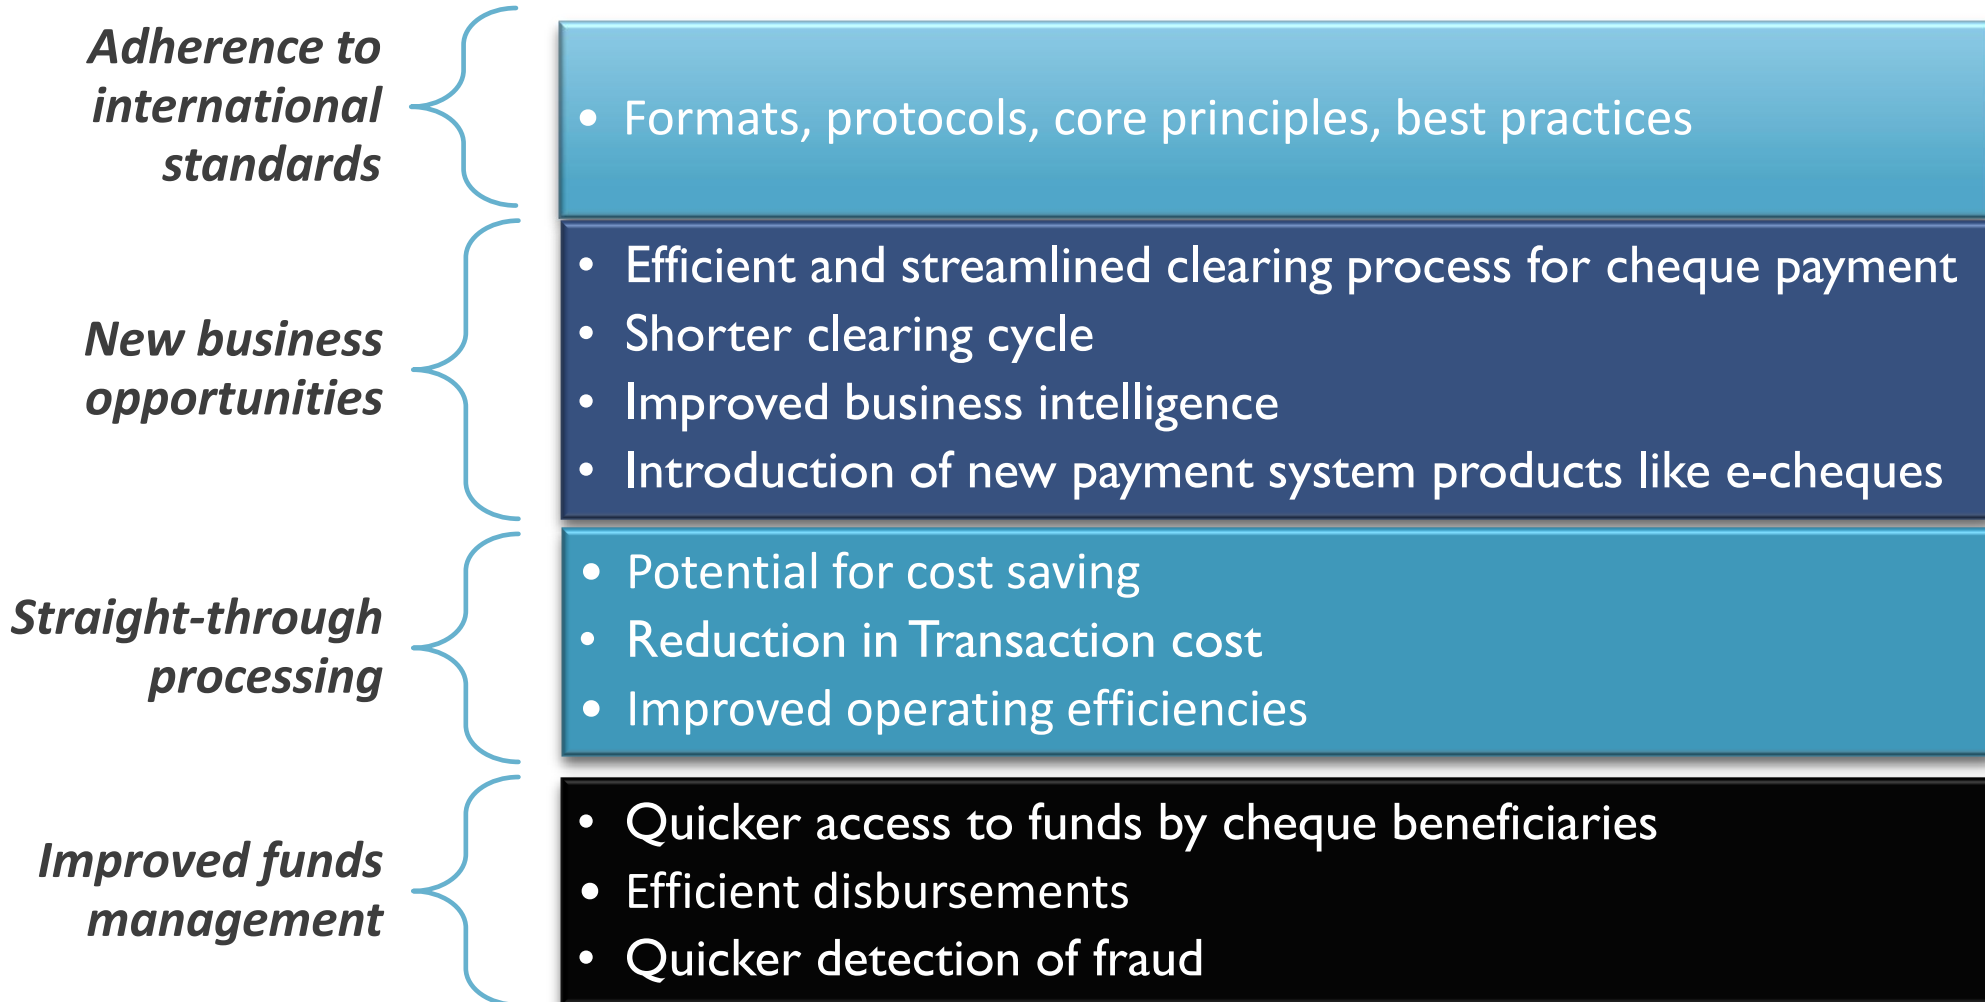 Adherence to
international
standards
• Formats, protocols, core principles, best practices
New business
opportunities
• Efficient and streamlined clearing process for cheque payment
• Shorter clearing cycle
• Improved business intelligence
• Introduction of new payment system products like e-cheques
Straight-through
processing
• Potential for cost saving
• Reduction in Transaction cost
• Improved operating efficiencies
Improved funds
management
• Quicker access to funds by cheque beneficiaries
• Efficient disbursements
• Quicker detection of fraud